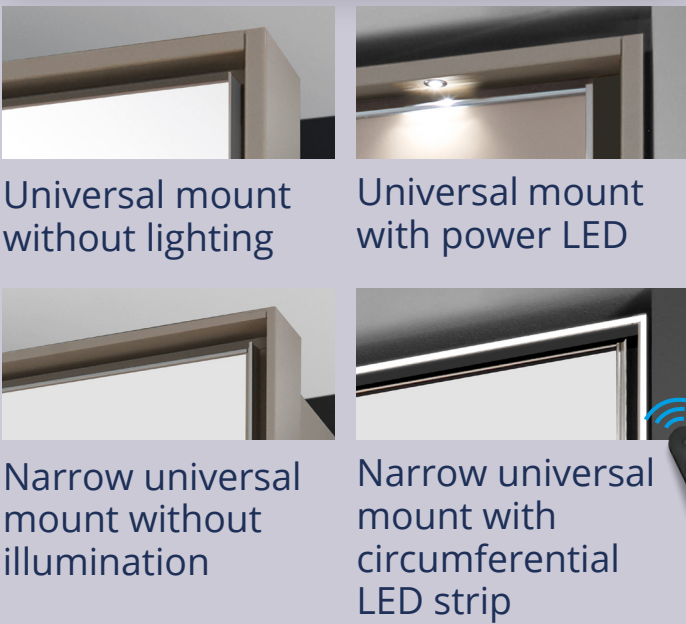 Universal mount
without lighting
Universal mount
with power LED
Narrow universal
mount without
illumination
Narrow universal
mount with
circumferential
LED strip